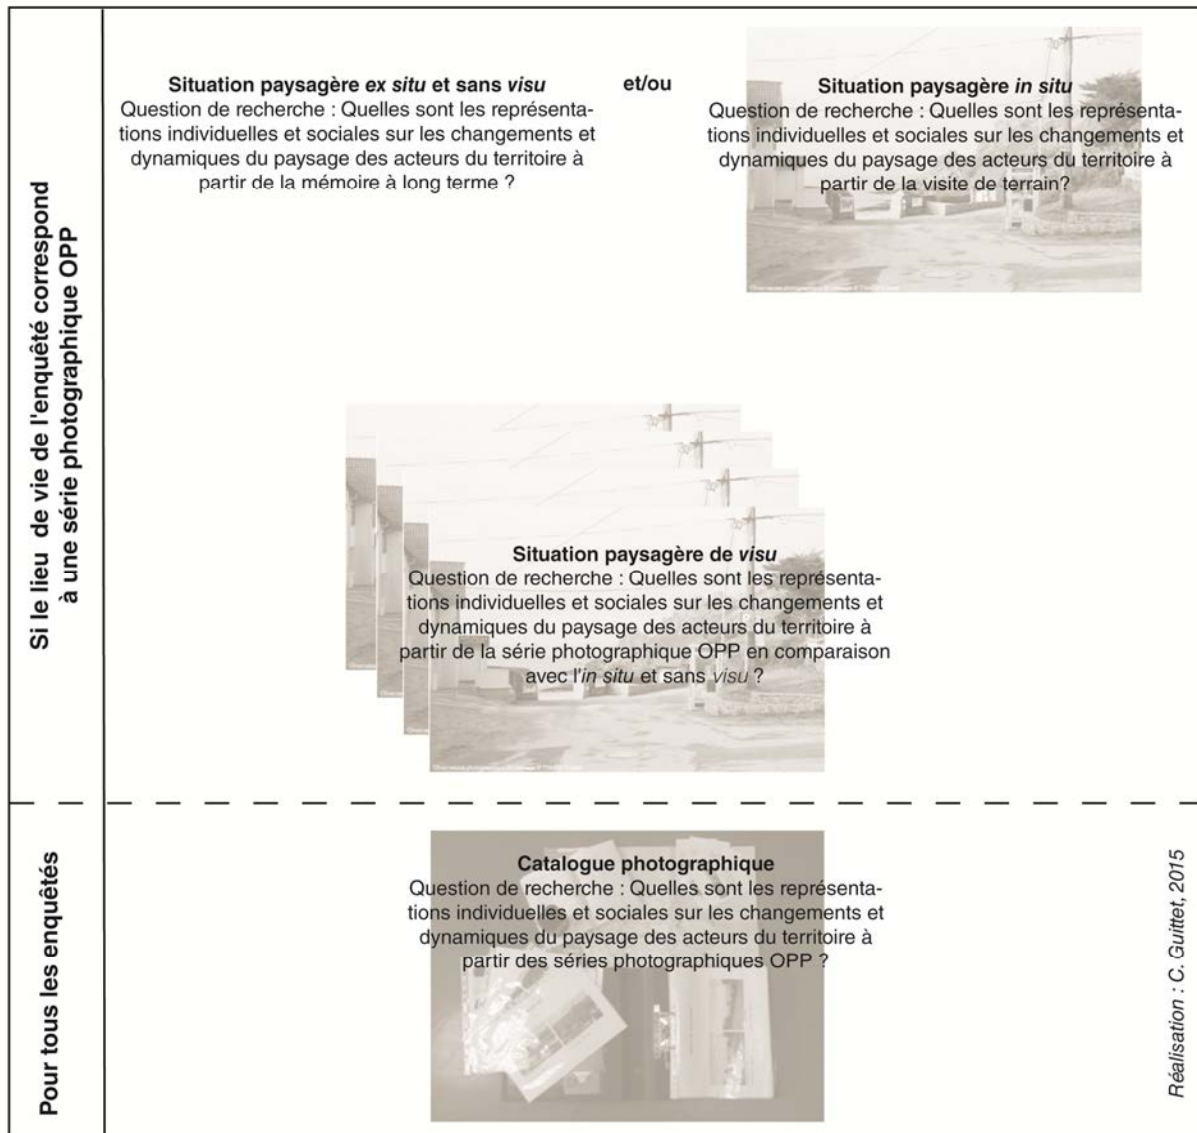 Si le lieu de vie de l'enquêté correspond
à une série photographique OPP
Situation paysagère ex situ et sans visu
Question de recherche : Quelles sont les représenta-
tions individuelles et sociales sur les changements et
dynamiques du paysage des acteurs du territoire à
partir de la mémoire à long terme ?
et/ou
Situation paysagère in situ
Question de recherche : Quelles sont les représenta-
tions individuelles et sociales sur les changements et
dynamiques du paysage des acteurs du territoire à
partir de la visite de terrain?
Situation paysagère de visu
Question de recherche : Quelles sont les représenta-
tions individuelles et sociales sur les changements et
dynamiques du paysage des acteurs du territoire à
partir de la série photographique OPP en comparaison
avec l'in situ et sans visu ?
Pour tous les enquêtés
Catalogue photographique
Question de recherche : Quelles sont les représenta-
tions individuelles et sociales sur les changements et
dynamiques du paysage des acteurs du territoire à
partir des séries photographiques OPP ?
Réalisation : C. Guittet, 2015